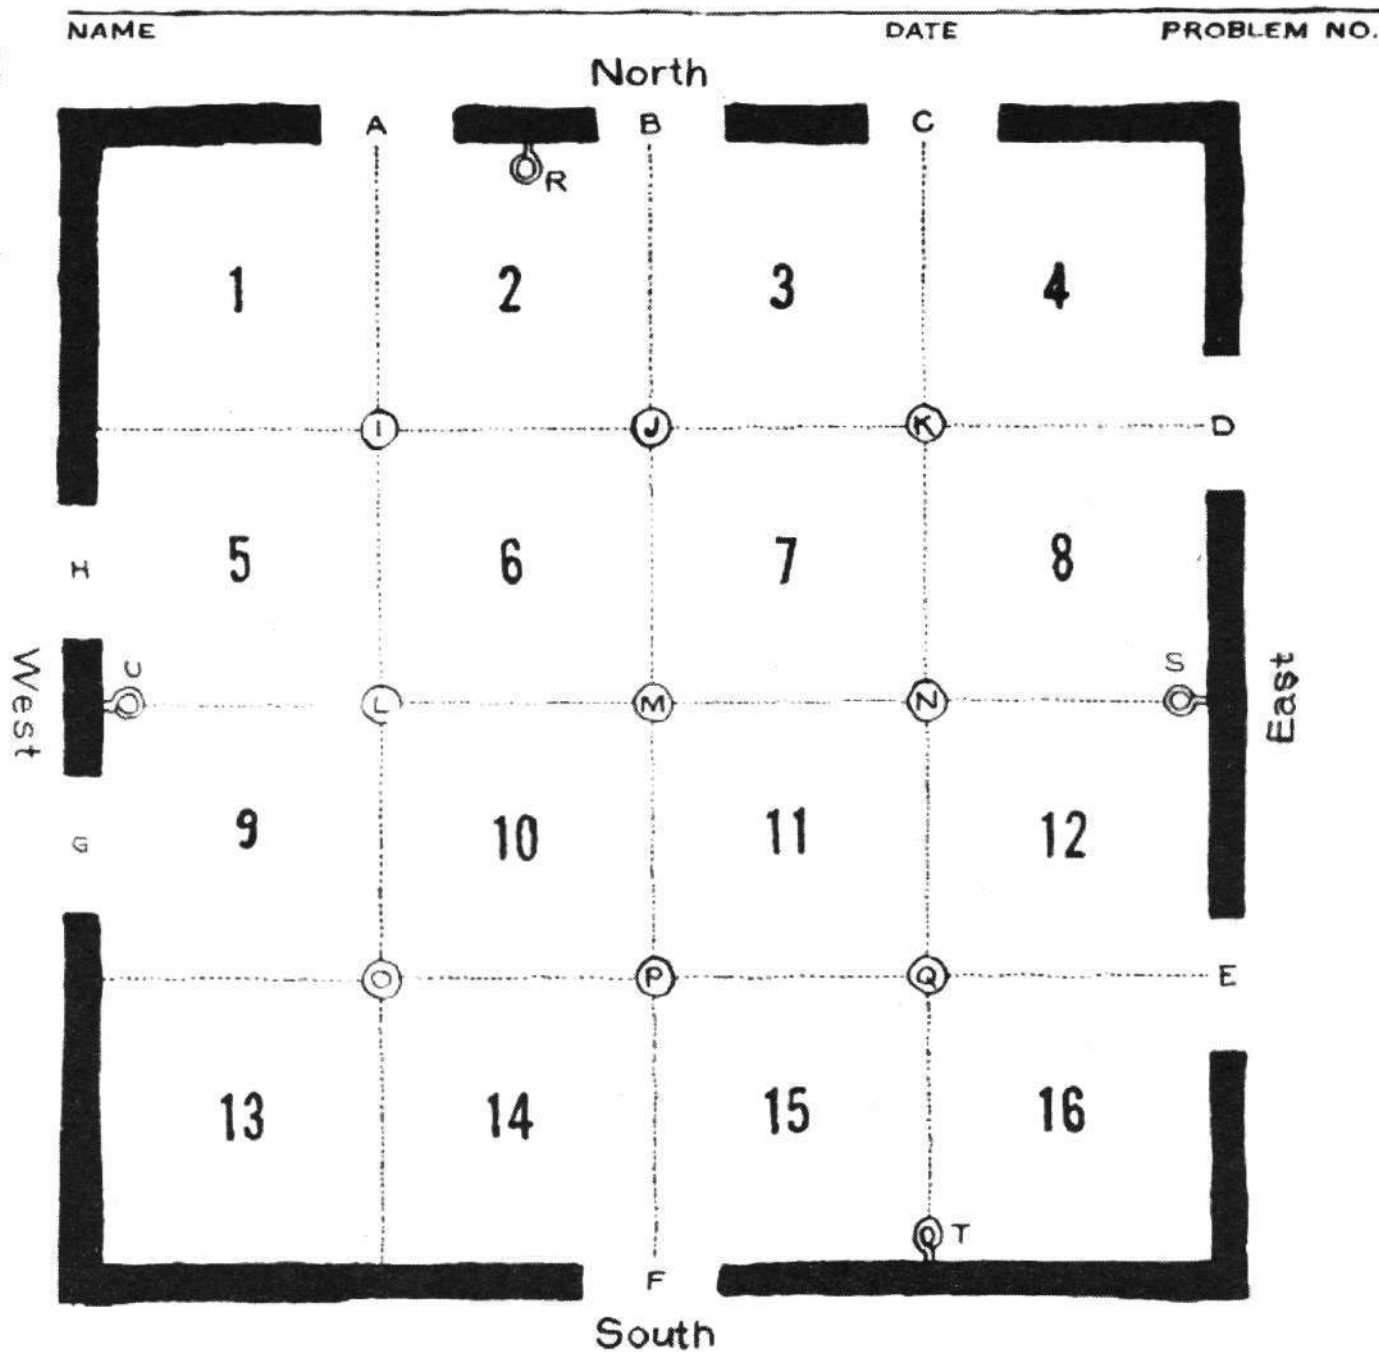 NAME DATE PROBLEM NO.
North
A B C
R
1 2 3 4
I J K D
H 5 6 7 8
West U L M N S East
G 9 10 11 12
O P Q E
13 14 15 16
T
F
South